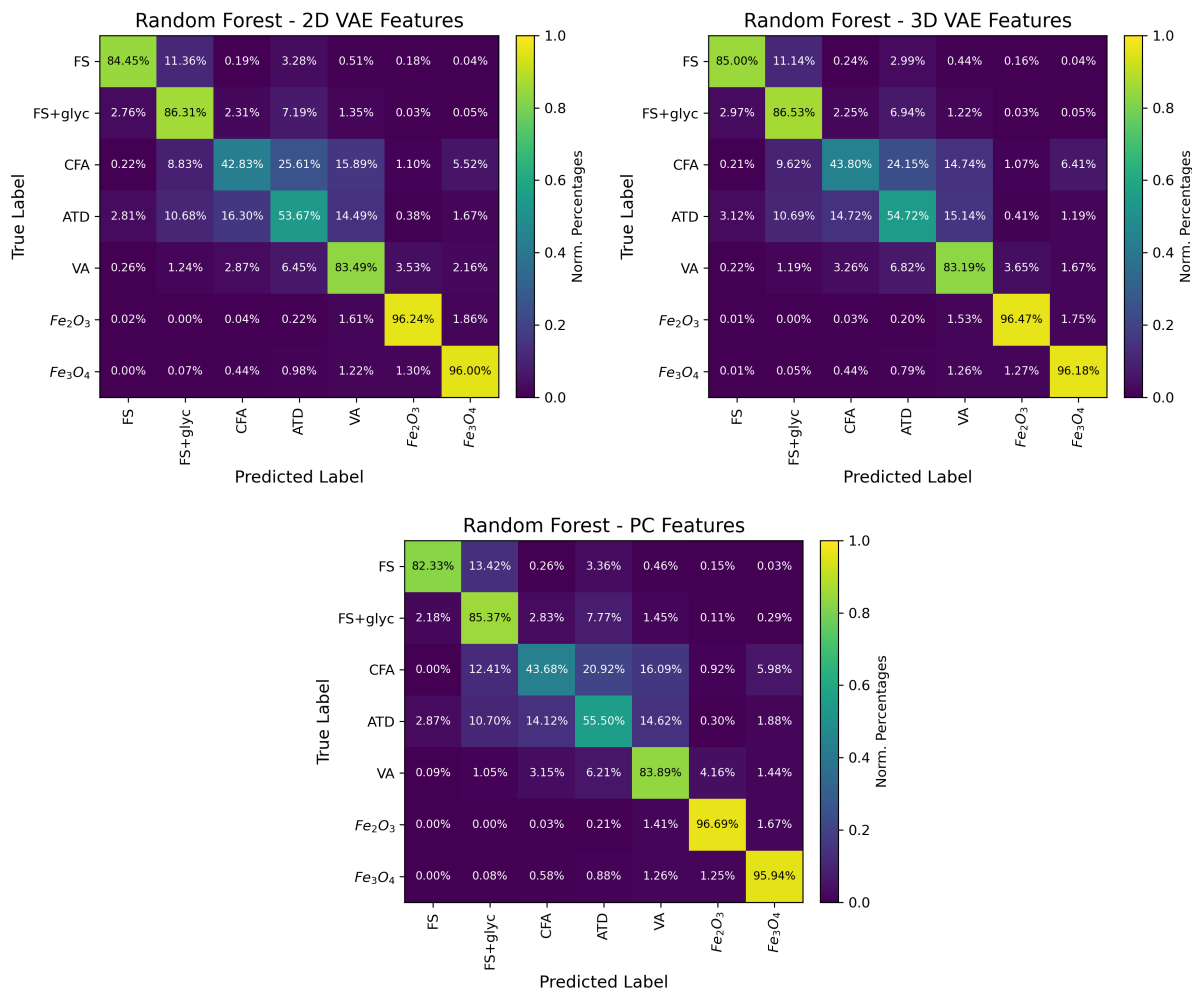 Random Forest - 2D VAE Features
True Label
FS 84.45% 11.36% 0.19% 3.28% 0.51% 0.18% 0.04%
FS+glyc 2.76% 86.31% 2.31% 7.19% 1.35% 0.03% 0.05%
CFA 0.22% 8.83% 42.83% 25.61% 15.89% 1.10% 5.52%
ATD 2.81% 10.68% 16.30% 53.67% 14.49% 0.38% 1.67%
VA 0.26% 1.24% 2.87% 6.45% 83.49% 3.53% 2.16%
Fe₂O₃ 0.02% 0.00% 0.04% 0.22% 1.61% 96.24% 1.86%
Fe₃O₄ 0.00% 0.07% 0.44% 0.98% 1.22% 1.30% 96.00%
FS FS+glyc CFA ATD VA Fe₂O₃ Fe₃O₄
Predicted Label
1.0
0.8
0.6
0.4
0.2
0.0
Norm. Percentages
Random Forest - 3D VAE Features
True Label
FS 85.00% 11.14% 0.24% 2.99% 0.44% 0.16% 0.04%
FS+glyc 2.97% 86.53% 2.25% 6.94% 1.22% 0.03% 0.05%
CFA 0.21% 9.62% 43.80% 24.15% 14.74% 1.07% 6.41%
ATD 3.12% 10.69% 14.72% 54.72% 15.14% 0.41% 1.19%
VA 0.22% 1.19% 3.26% 6.82% 83.19% 3.65% 1.67%
Fe₂O₃ 0.01% 0.00% 0.03% 0.20% 1.53% 96.47% 1.75%
Fe₃O₄ 0.01% 0.05% 0.44% 0.79% 1.26% 1.27% 96.18%
FS FS+glyc CFA ATD VA Fe₂O₃ Fe₃O₄
Predicted Label
1.0
0.8
0.6
0.4
0.2
0.0
Norm. Percentages
Random Forest - PC Features
True Label
FS 82.33% 13.42% 0.26% 3.36% 0.46% 0.15% 0.03%
FS+glyc 2.18% 85.37% 2.83% 7.77% 1.45% 0.11% 0.29%
CFA 0.00% 12.41% 43.68% 20.92% 16.09% 0.92% 5.98%
ATD 2.87% 10.70% 14.12% 55.50% 14.62% 0.30% 1.88%
VA 0.09% 1.05% 3.15% 6.21% 83.89% 4.16% 1.44%
Fe₂O₃ 0.00% 0.00% 0.03% 0.21% 1.41% 96.69% 1.67%
Fe₃O₄ 0.00% 0.08% 0.58% 0.88% 1.26% 1.25% 95.94%
FS FS+glyc CFA ATD VA Fe₂O₃ Fe₃O₄
Predicted Label
1.0
0.8
0.6
0.4
0.2
0.0
Norm. Percentages